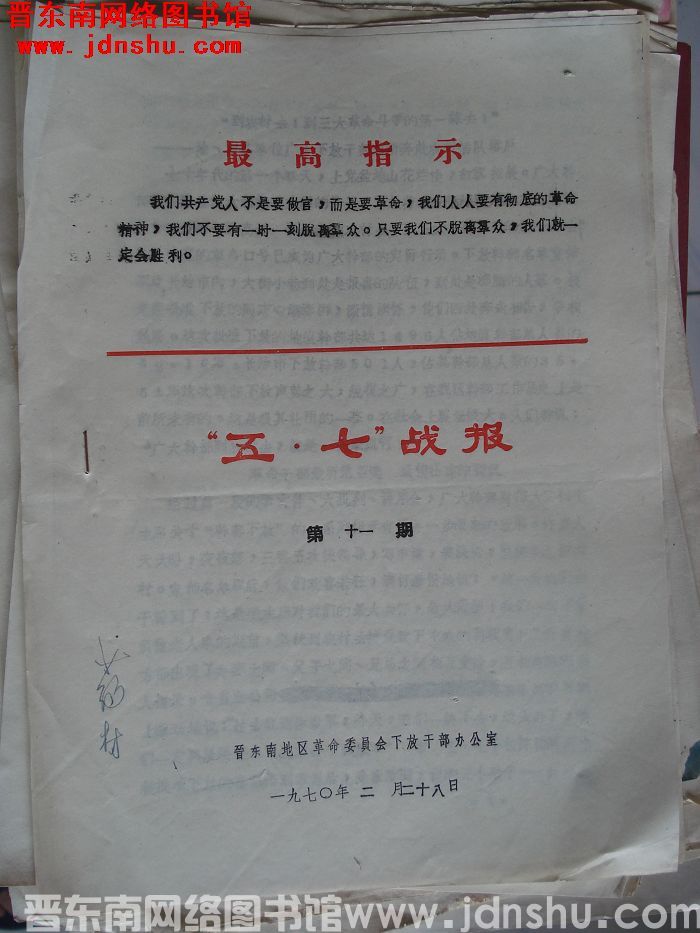 晋东南网络图书馆
www.jdnshu.com
最高指示
我们共产党人不是要做官，而是要革命，我们人人要有彻底的革命
精神，我们不要有一时一刻脱离羣众。只要我们不脱离羣众，我们就一
定会胜利。
“五·七”战报
第十一期
药材
晋东南地区革命委員会下放干部办公室
一九七〇年二月二十八日
晋东南网络图书馆 www.jdnshu.com